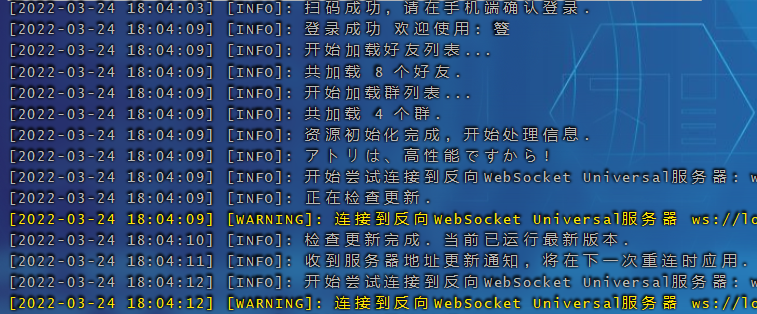 [2022-03-24 18:04:03] [INFO]: 扫码成功, 请在手机端确认登录.
[2022-03-24 18:04:09] [INFO]: 登录成功 欢迎使用: 簦
[2022-03-24 18:04:09] [INFO]: 开始加载好友列表...
[2022-03-24 18:04:09] [INFO]: 共加载 8 个好友.
[2022-03-24 18:04:09] [INFO]: 开始加载群列表...
[2022-03-24 18:04:09] [INFO]: 共加载 4 个群.
[2022-03-24 18:04:09] [INFO]: 资源初始化完成, 开始处理信息.
[2022-03-24 18:04:09] [INFO]: アトリは、高性能ですから!
[2022-03-24 18:04:09] [INFO]: 开始尝试连接到反向WebSocket Universal服务器: w
[2022-03-24 18:04:09] [INFO]: 正在检查更新.
[2022-03-24 18:04:09] [WARNING]: 连接到反向WebSocket Universal服务器 ws://lo
[2022-03-24 18:04:10] [INFO]: 检查更新完成. 当前已运行最新版本.
[2022-03-24 18:04:11] [INFO]: 收到服务器地址更新通知, 将在下一次重连时应用.
[2022-03-24 18:04:12] [INFO]: 开始尝试连接到反向WebSocket Universal服务器: w
[2022-03-24 18:04:12] [WARNING]: 连接到反向WebSocket Universal服务器 ws://lo